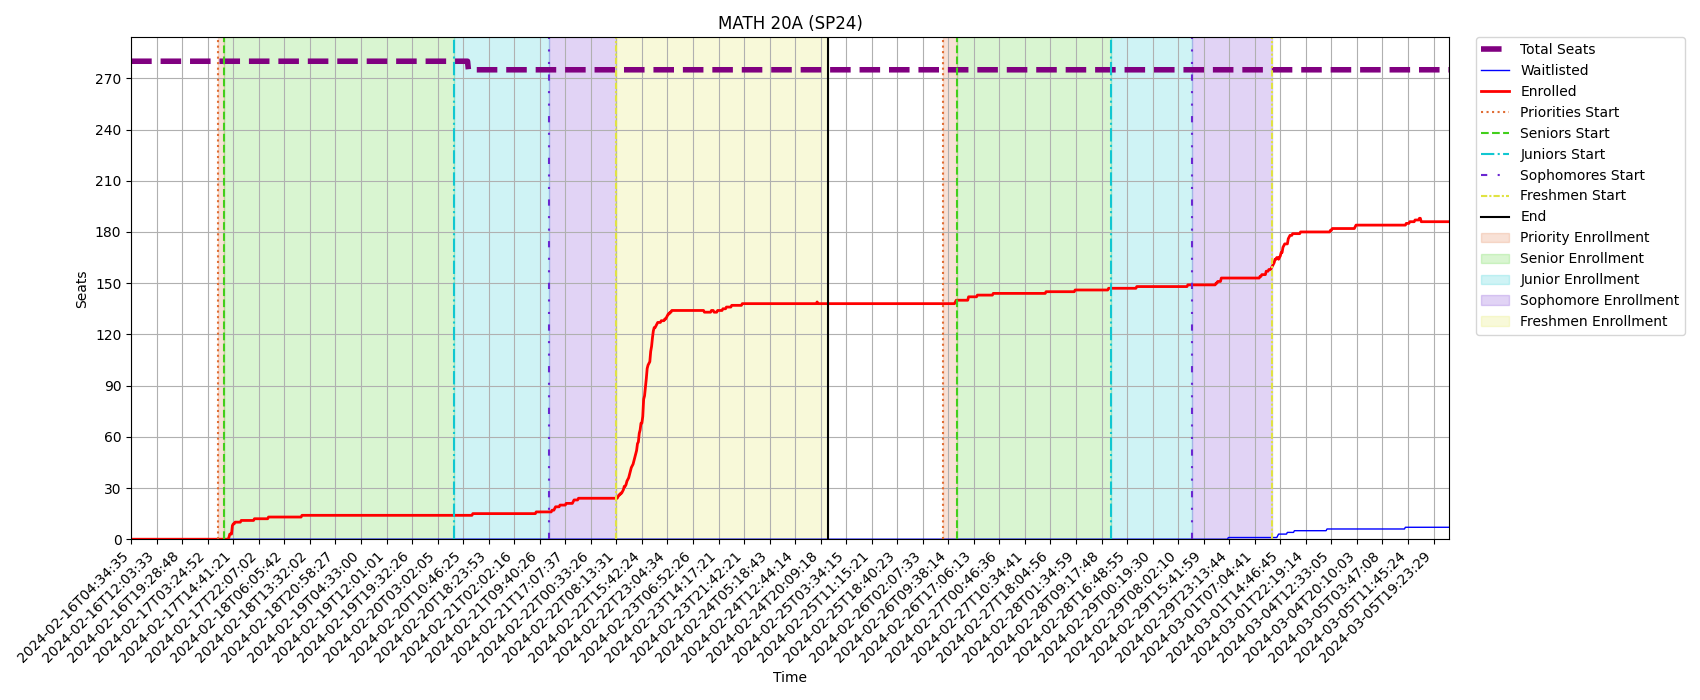 MATH 20A (SP24)
Seats
270
240
210
180
150
120
90
60
30
0
2024-02-16T04:34:35
2024-02-16T12:03:33
2024-02-16T19:28:48
2024-02-17T03:24:52
2024-02-17T14:41:21
2024-02-17T22:07:02
2024-02-18T06:05:42
2024-02-18T13:32:02
2024-02-18T20:58:27
2024-02-19T04:33:00
2024-02-19T12:01:01
2024-02-19T19:32:26
2024-02-20T03:02:05
2024-02-20T10:46:25
2024-02-20T18:23:53
2024-02-21T02:02:16
2024-02-21T09:40:26
2024-02-21T17:07:37
2024-02-22T00:33:26
2024-02-22T08:13:31
2024-02-22T15:42:24
2024-02-22T23:04:34
2024-02-23T06:52:26
2024-02-23T14:17:21
2024-02-23T21:42:21
2024-02-24T05:18:43
2024-02-24T12:44:14
2024-02-24T20:09:18
2024-02-25T03:34:15
2024-02-25T11:15:21
2024-02-25T18:40:23
2024-02-26T02:07:33
2024-02-26T09:38:14
2024-02-26T17:06:13
2024-02-27T00:46:36
2024-02-27T10:34:41
2024-02-27T18:04:56
2024-02-28T01:34:59
2024-02-28T09:17:48
2024-02-28T16:48:55
2024-02-29T00:19:30
2024-02-29T08:02:10
2024-02-29T15:41:59
2024-02-29T23:13:44
2024-03-01T07:04:41
2024-03-01T14:46:45
2024-03-01T22:19:14
2024-03-04T12:33:05
2024-03-04T20:10:03
2024-03-05T03:47:08
2024-03-05T11:45:24
2024-03-05T19:23:29
Time
Total Seats
Waitlisted
Enrolled
Priorities Start
Seniors Start
Juniors Start
Sophomores Start
Freshmen Start
End
Priority Enrollment
Senior Enrollment
Junior Enrollment
Sophomore Enrollment
Freshmen Enrollment